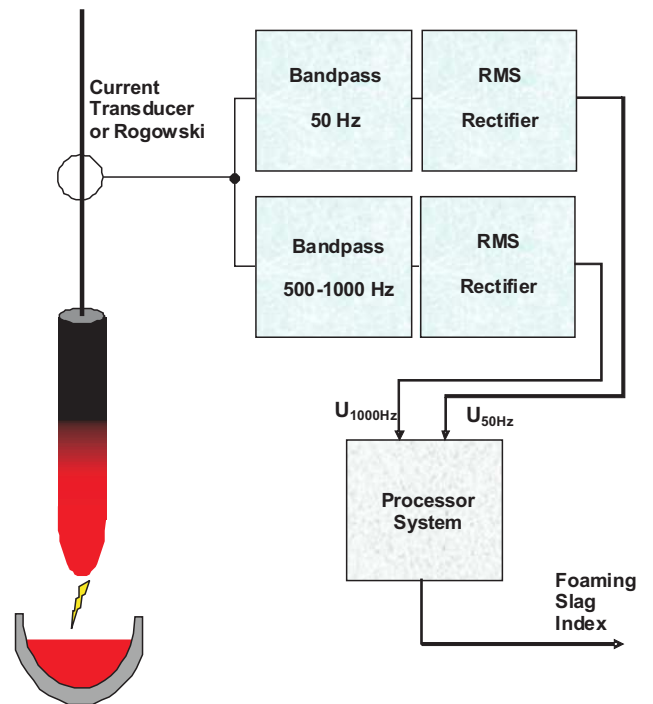 Current
Transducer
or Rogowski
Bandpass
50 Hz
RMS
Rectifier
Bandpass
500-1000 Hz
RMS
Rectifier
U1000Hz
U50Hz
Processor
System
Foaming
Slag
Index